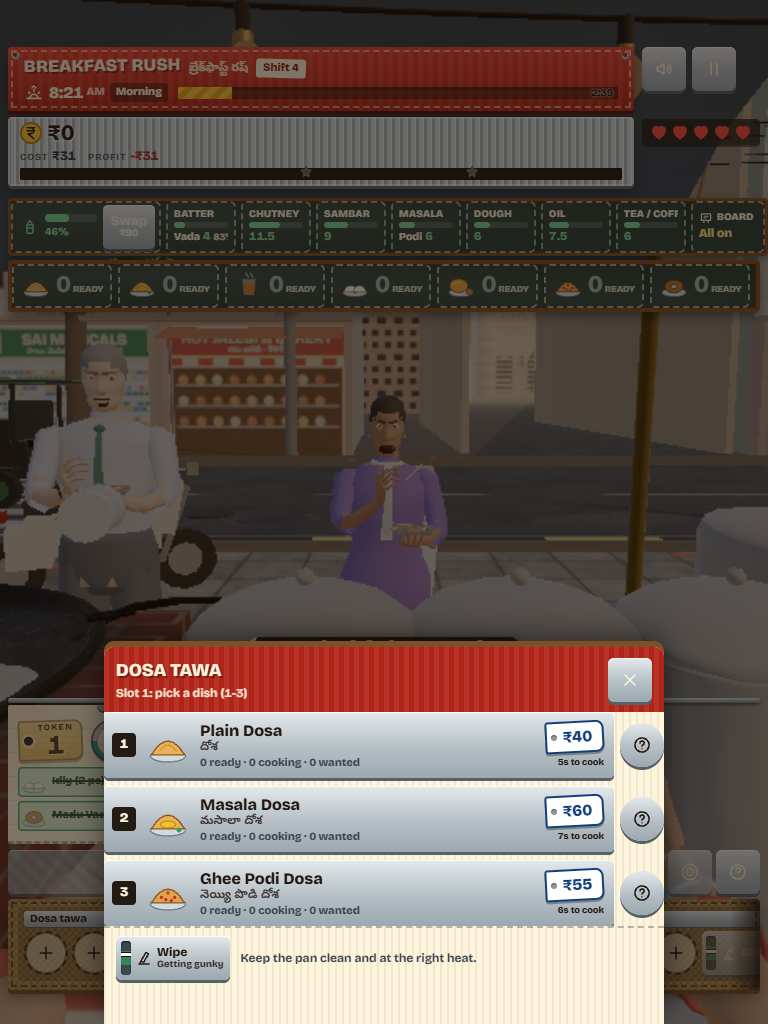 BREAKFAST RUSH బ్రేక్‌ఫాస్ట్ రష్ Shift 4
8:21 AM Morning 2:36
₹0
COST ₹31 PROFIT -₹31
46%
Swap
₹90
BATTER
Vada 4 83°
CHUTNEY
11.5
SAMBAR
9
MASALA
Podi 6
DOUGH
6
OIL
7.5
TEA / COFF
6
BOARD
All on
0 READY
0 READY
0 READY
0 READY
0 READY
0 READY
0 READY
DOSA TAWA
Slot 1: pick a dish (1-3)
1
Plain Dosa
దోశ
0 ready · 0 cooking · 0 wanted
₹40
5s to cook
2
Masala Dosa
మసాలా దోశ
0 ready · 0 cooking · 0 wanted
₹60
7s to cook
3
Ghee Podi Dosa
నెయ్యి పొడి దోశ
0 ready · 0 cooking · 0 wanted
₹55
6s to cook
Wipe
Getting gunky
Keep the pan clean and at the right heat.
TOKEN
1
Idly (2 pc)
Dosa tawa